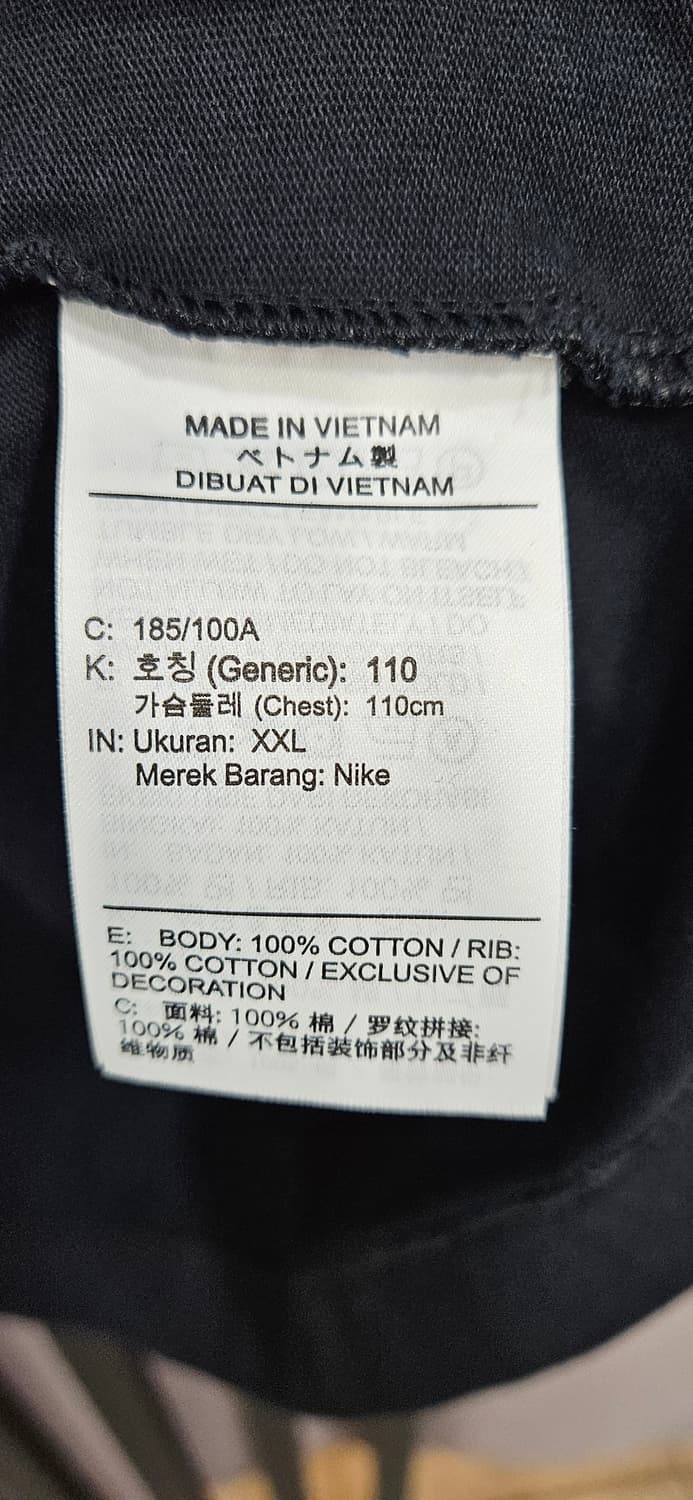 MADE IN VIETNAM
ベトナム製
DIBUAT DI VIETNAM
C: 185/100A
K: 호칭 (Generic): 110
가슴둘레 (Chest): 110cm
IN: Ukuran: XXL
Merek Barang: Nike
E: BODY: 100% COTTON / RIB:
100% COTTON / EXCLUSIVE OF
DECORATION
C: 面料: 100% 棉 / 罗纹拼接:
100% 棉 / 不包括装饰部分及非纤
维物质